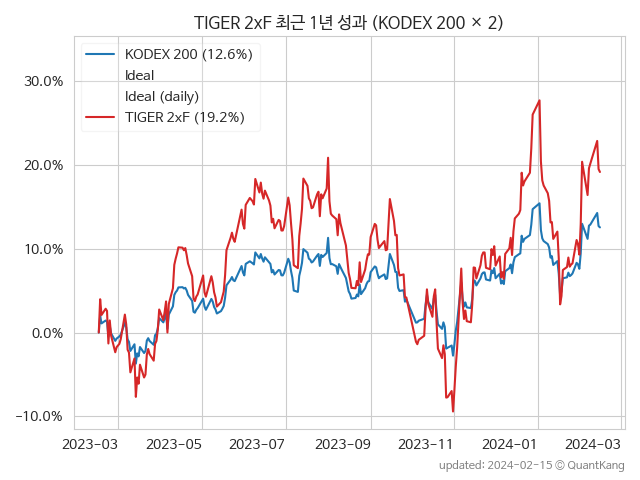 TIGER 2xF 최근 1년 성과 (KODEX 200 × 2)
KODEX 200 (12.6%)
Ideal
Ideal (daily)
TIGER 2xF (19.2%)
30.0%
20.0%
10.0%
0.0%
−10.0%
2023−03 2023−05 2023−07 2023−09 2023−11 2024−01 2024−03
updated: 2024-02-15 ⓒ QuantKang